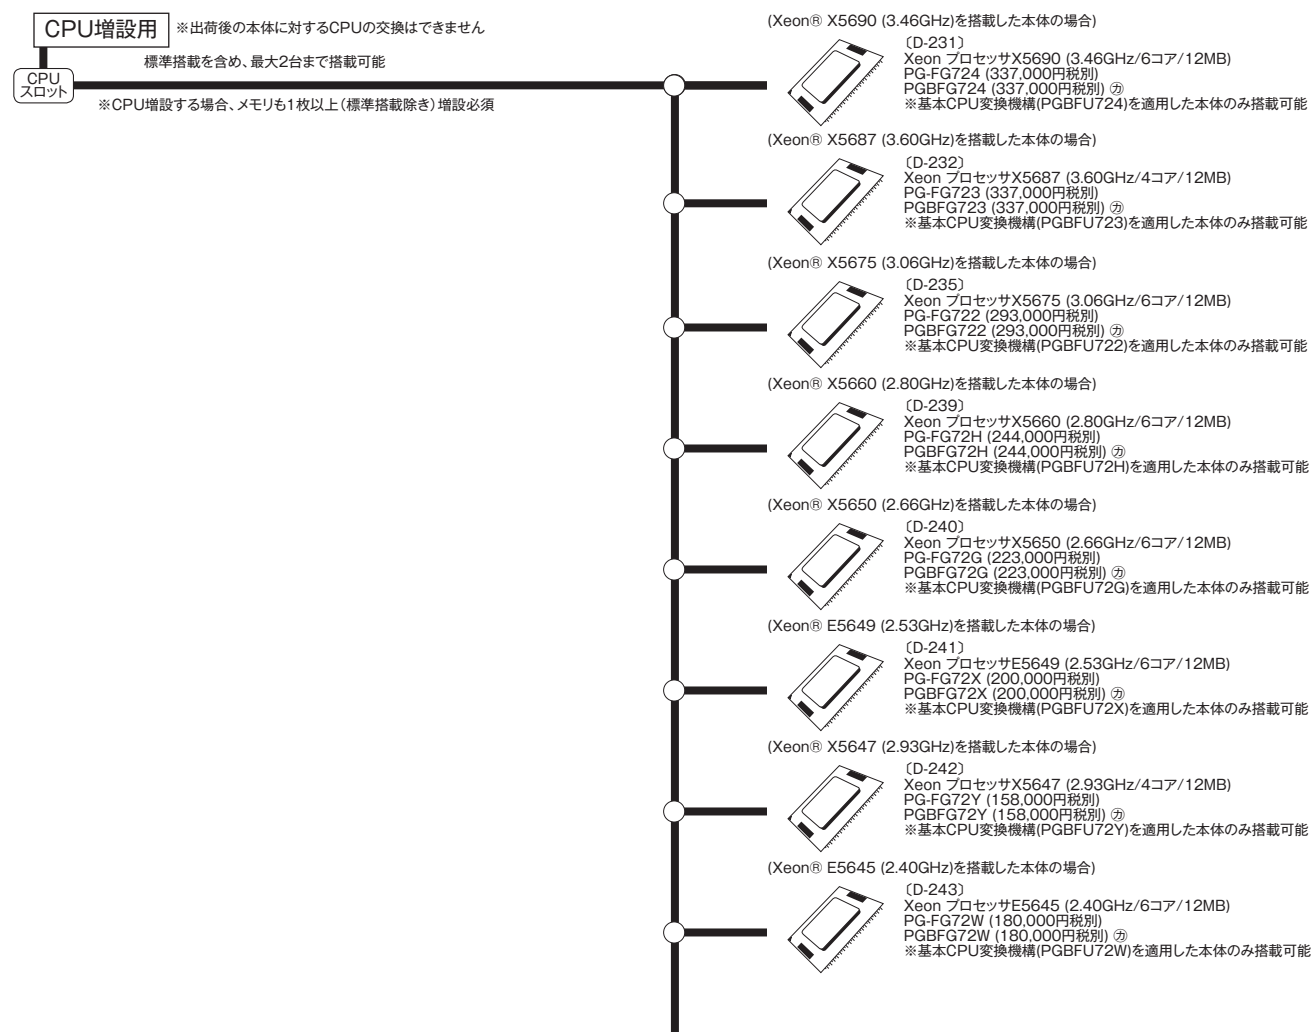 CPU増設用
※出荷後の本体に対するCPUの交換はできません
標準搭載を含め、最大2台まで搭載可能
CPU
スロット
※CPU増設する場合、メモリも1枚以上(標準搭載除き)増設必須
(Xeon® X5690 (3.46GHz)を搭載した本体の場合)
〔D-231〕
Xeon プロセッサX5690 (3.46GHz/6コア/12MB)
PG-FG724 (337,000円税別)
PGBFG724 (337,000円税別) ㋕
※基本CPU変換機構(PGBFU724)を適用した本体のみ搭載可能
(Xeon® X5687 (3.60GHz)を搭載した本体の場合)
〔D-232〕
Xeon プロセッサX5687 (3.60GHz/4コア/12MB)
PG-FG723 (337,000円税別)
PGBFG723 (337,000円税別) ㋕
※基本CPU変換機構(PGBFU723)を適用した本体のみ搭載可能
(Xeon® X5675 (3.06GHz)を搭載した本体の場合)
〔D-235〕
Xeon プロセッサX5675 (3.06GHz/6コア/12MB)
PG-FG722 (293,000円税別)
PGBFG722 (293,000円税別) ㋕
※基本CPU変換機構(PGBFU722)を適用した本体のみ搭載可能
(Xeon® X5660 (2.80GHz)を搭載した本体の場合)
〔D-239〕
Xeon プロセッサX5660 (2.80GHz/6コア/12MB)
PG-FG72H (244,000円税別)
PGBFG72H (244,000円税別) ㋕
※基本CPU変換機構(PGBFU72H)を適用した本体のみ搭載可能
(Xeon® X5650 (2.66GHz)を搭載した本体の場合)
〔D-240〕
Xeon プロセッサX5650 (2.66GHz/6コア/12MB)
PG-FG72G (223,000円税別)
PGBFG72G (223,000円税別) ㋕
※基本CPU変換機構(PGBFU72G)を適用した本体のみ搭載可能
(Xeon® E5649 (2.53GHz)を搭載した本体の場合)
〔D-241〕
Xeon プロセッサE5649 (2.53GHz/6コア/12MB)
PG-FG72X (200,000円税別)
PGBFG72X (200,000円税別) ㋕
※基本CPU変換機構(PGBFU72X)を適用した本体のみ搭載可能
(Xeon® X5647 (2.93GHz)を搭載した本体の場合)
〔D-242〕
Xeon プロセッサX5647 (2.93GHz/4コア/12MB)
PG-FG72Y (158,000円税別)
PGBFG72Y (158,000円税別) ㋕
※基本CPU変換機構(PGBFU72Y)を適用した本体のみ搭載可能
(Xeon® E5645 (2.40GHz)を搭載した本体の場合)
〔D-243〕
Xeon プロセッサE5645 (2.40GHz/6コア/12MB)
PG-FG72W (180,000円税別)
PGBFG72W (180,000円税別) ㋕
※基本CPU変換機構(PGBFU72W)を適用した本体のみ搭載可能